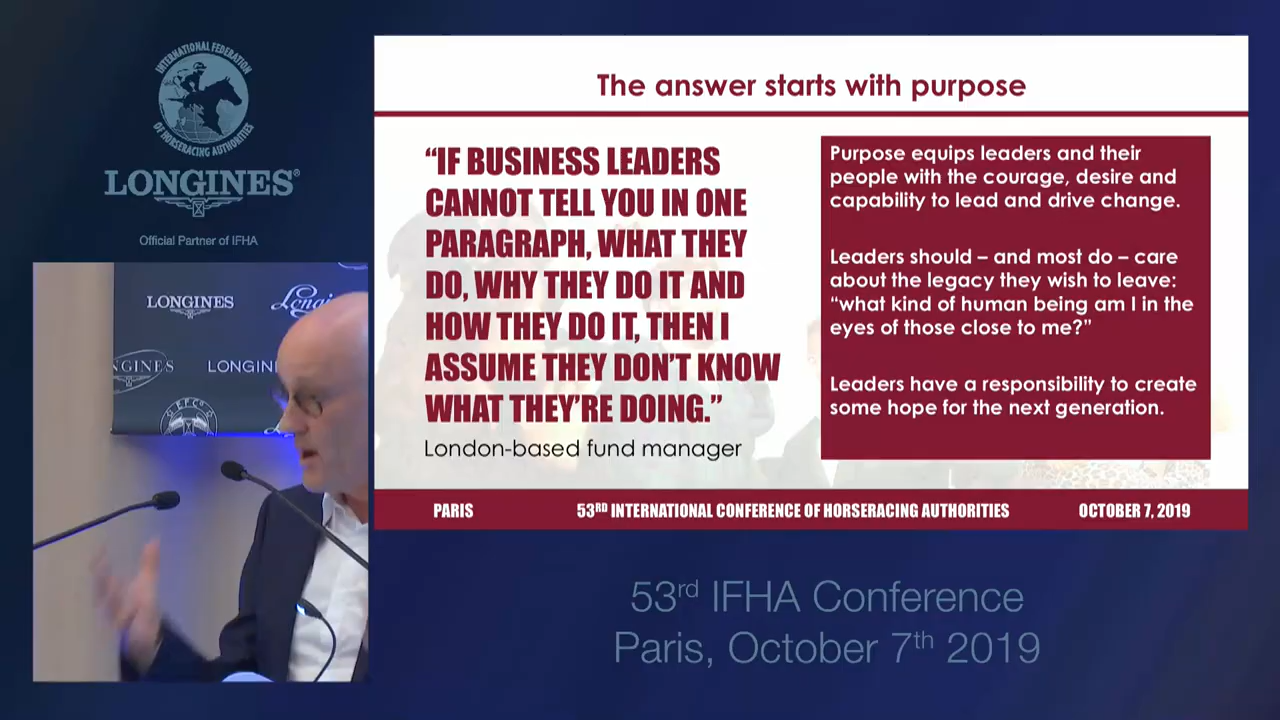 INTERNATIONAL FEDERATION
OF HORSERACING AUTHORITIES
LONGINES®
Official Partner of IFHA
LONGINES
Longi
NGINES
LONGINE
EFCo
The answer starts with purpose
“IF BUSINESS LEADERS
CANNOT TELL YOU IN ONE
PARAGRAPH, WHAT THEY
DO, WHY THEY DO IT AND
HOW THEY DO IT, THEN I
ASSUME THEY DON’T KNOW
WHAT THEY’RE DOING.”
London-based fund manager
Purpose equips leaders and their
people with the courage, desire and
capability to lead and drive change.
Leaders should – and most do – care
about the legacy they wish to leave:
“what kind of human being am I in the
eyes of those close to me?”
Leaders have a responsibility to create
some hope for the next generation.
PARIS
53RD INTERNATIONAL CONFERENCE OF HORSERACING AUTHORITIES
OCTOBER 7, 2019
53rd IFHA Conference
Paris, October 7th 2019